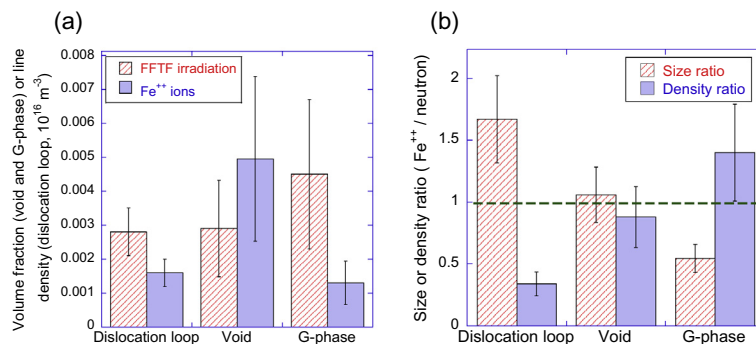 (a)
Volume fraction (void and G-phase) or line
density (dislocation loop, 10¹⁶ m⁻³)
0.008
0.007
0.006
0.005
0.004
0.003
0.002
0.001
0
FFTF irradiation
Fe⁺⁺ ions
Dislocation loop
Void
G-phase
(b)
Size or density ratio ( Fe⁺⁺ / neutron)
2
1.5
1
0.5
0
Size ratio
Density ratio
Dislocation loop
Void
G-phase